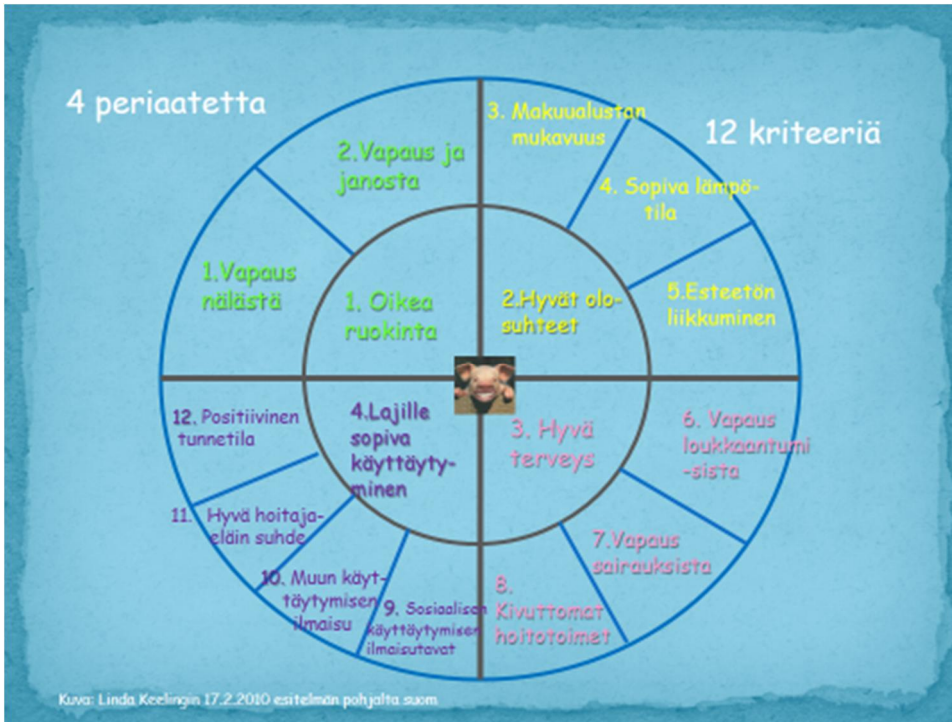 4 periaatetta
12 kriteeriä
1. Oikea
ruokinta
1.Vapaus
nälästä
2.Vapaus ja
janosta
2.Hyvät olo-
suhteet
3. Makuualustan
mukavuus
4. Sopiva lämpö-
tila
5.Esteetön
liikkuminen
3. Hyvä
terveys
6. Vapaus
loukkaantumi
-sista
7.Vapaus
sairauksista
8.
Kivuttomat
hoitotoimet
4.Lajille
sopiva
käyttäyty-
minen
9. Sosiaalisen
käyttäytymisen
ilmaisutavat
10. Muun käyt-
täytymisen
ilmaisu
11. Hyvä hoitaja-
eläin suhde
12. Positiivinen
tunnetila
Kuva: Linda Keelingin 17.2.2010 esitelmän pohjalta suom